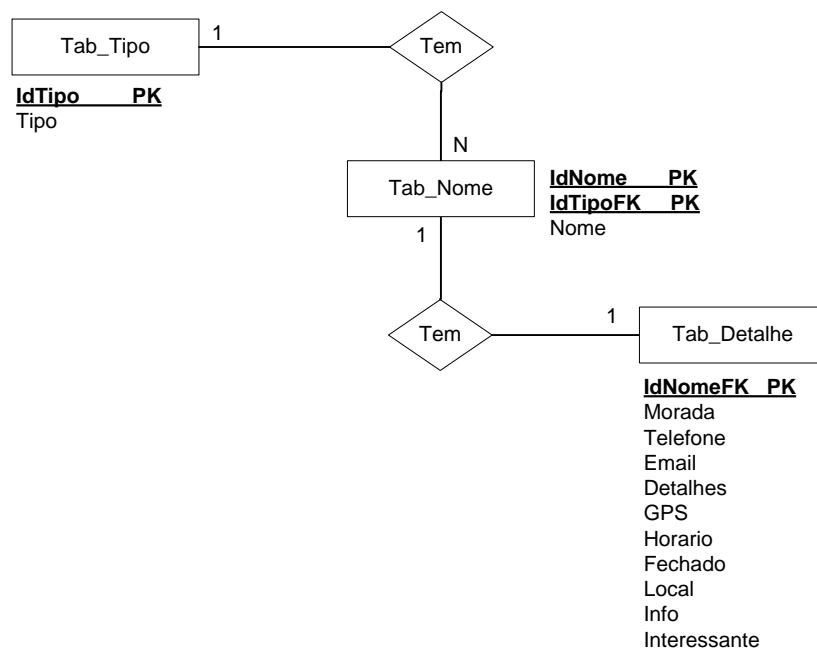 Tab_Tipo
1
Tem
IdTipo PK
Tipo
N
Tab_Nome
IdNome PK
IdTipoFK PK
Nome
1
Tem
1
Tab_Detalhe
IdNomeFK PK
Morada
Telefone
Email
Detalhes
GPS
Horario
Fechado
Local
Info
Interessante